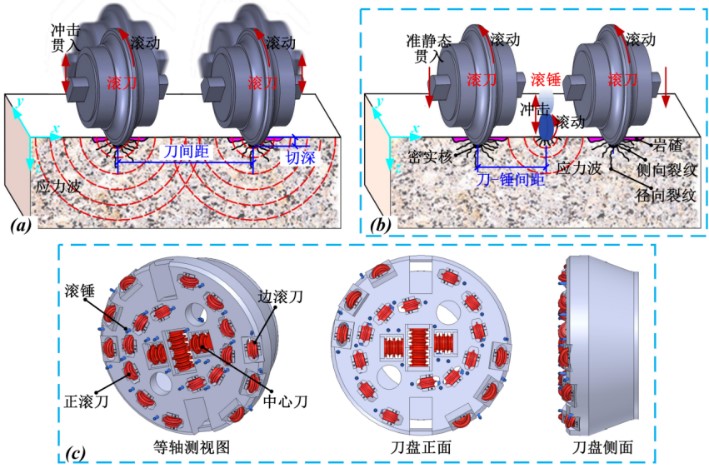 冲击
贯入
滚动
滚动
滚刀
滚刀
y
x
z
刀间距
切深
应力波
(a)
准静态
贯入
滚动
滚动
滚刀
滚锤
滚刀
冲击
滚动
y
x
z
密实核
岩碴
侧向裂纹
径向裂纹
刀-锤间距
应力波
(b)
滚锤
边滚刀
正滚刀
中心刀
(c)
等轴测视图
刀盘正面
刀盘侧面